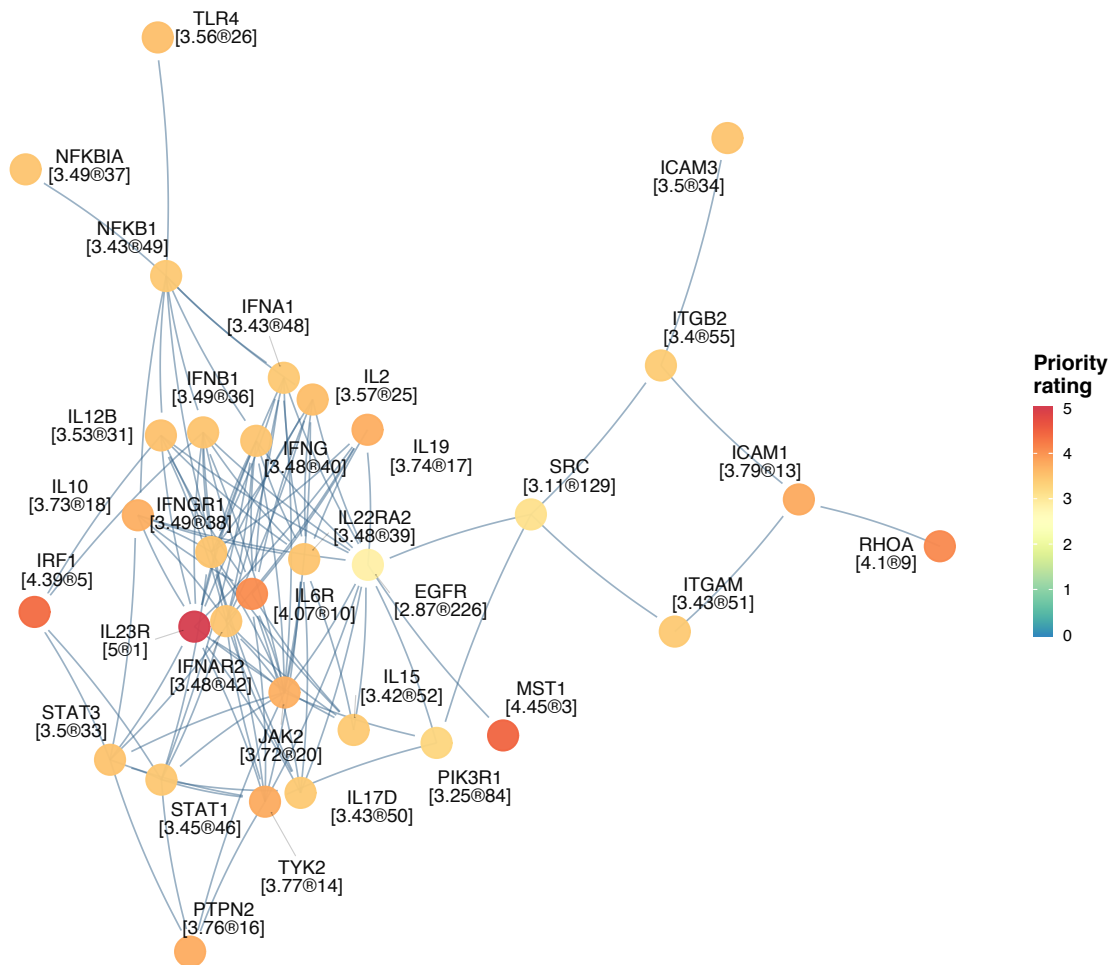 TLR4
[3.56®26]
NFKBIA
[3.49®37]
ICAM3
[3.5®34]
NFKB1
[3.43®49]
IFNA1
[3.43®48]
ITGB2
[3.4®55]
Priority
rating
5
4
3
2
1
0
IFNB1
[3.49®36]
IL2
[3.57®25]
IL12B
[3.53®31]
IFNG
[3.48®40]
IL19
[3.74®17]
ICAM1
[3.79®13]
SRC
[3.11®129]
IL10
[3.73®18]
IFNGR1
[3.49®38]
IL22RA2
[3.48®39]
RHOA
[4.1®9]
IRF1
[4.39®5]
IL6R
[4.07®10]
EGFR
[2.87®226]
ITGAM
[3.43®51]
IL23R
[5®1]
IFNAR2
[3.48®42]
IL15
[3.42®52]
MST1
[4.45®3]
STAT3
[3.5®33]
JAK2
[3.72®20]
PIK3R1
[3.25®84]
IL17D
[3.43®50]
STAT1
[3.45®46]
TYK2
[3.77®14]
PTPN2
[3.76®16]